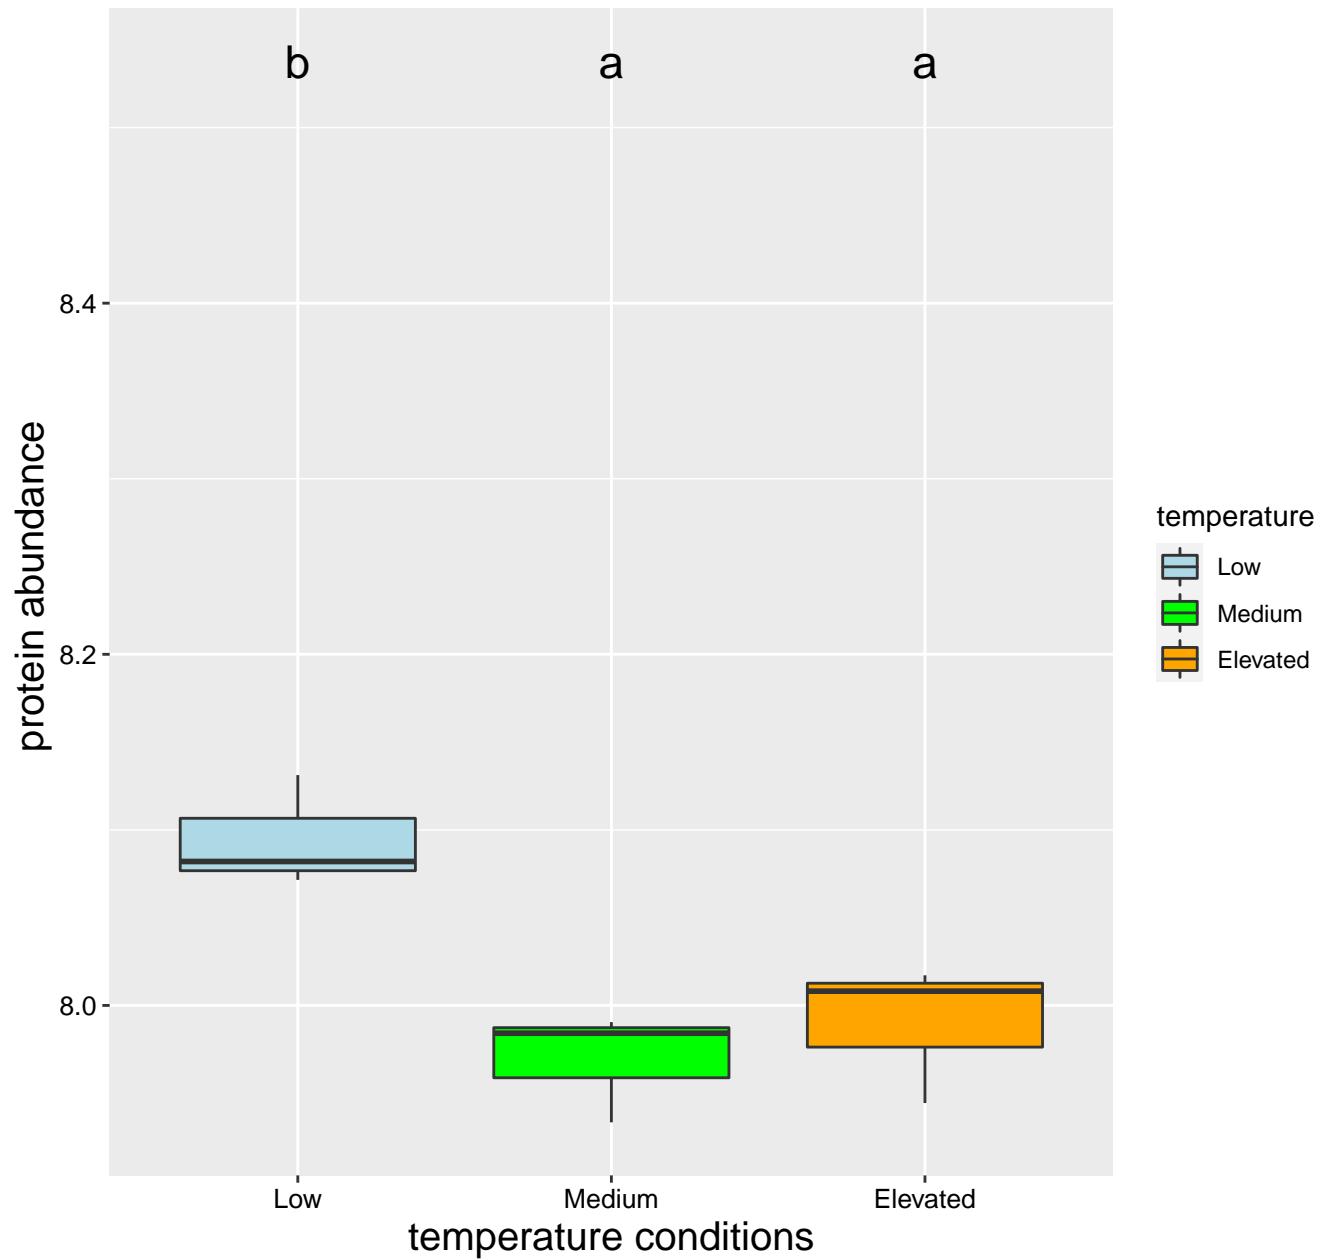 b a a
8.4
8.2
8.0
protein abundance
Low Medium Elevated
temperature conditions
temperature
Low
Medium
Elevated